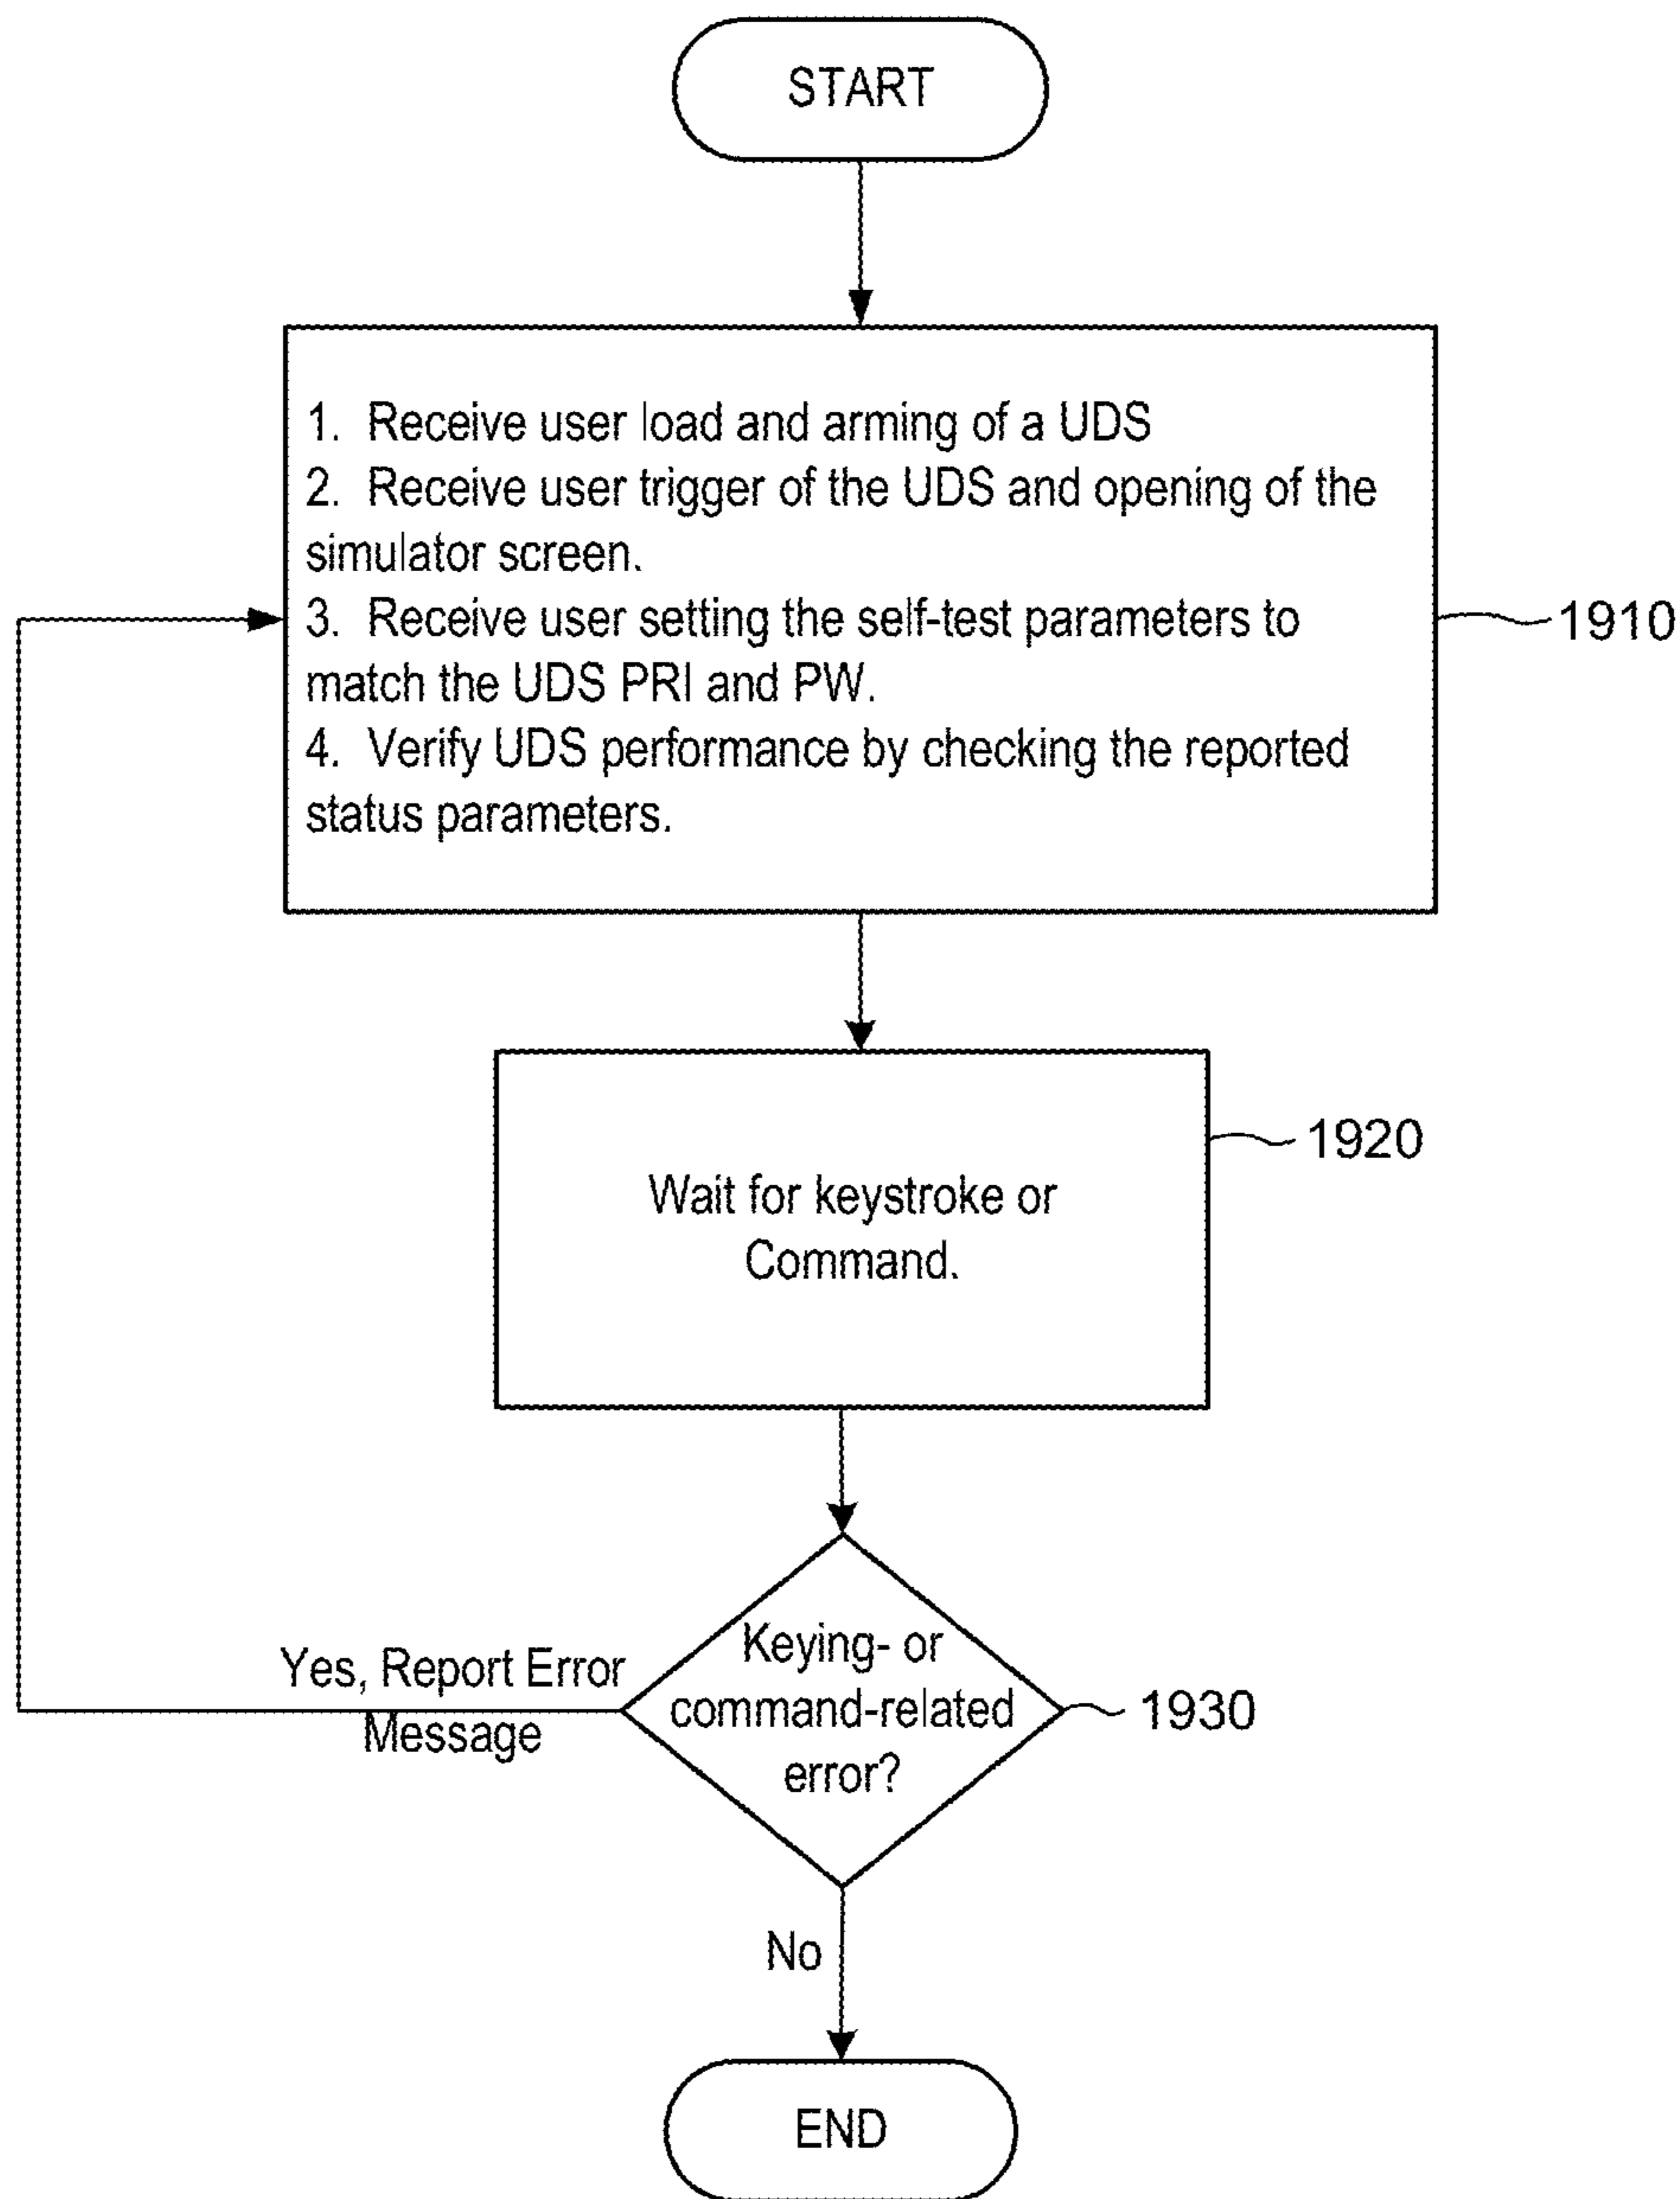 START
1. Receive user load and arming of a UDS
2. Receive user trigger of the UDS and opening of the
simulator screen.
3. Receive user setting the self-test parameters to
match the UDS PRI and PW.
4. Verify UDS performance by checking the reported
status parameters.
1910
Wait for keystroke or
Command.
1920
Keying- or
command-related
error?
1930
Yes, Report Error
Message
No
END